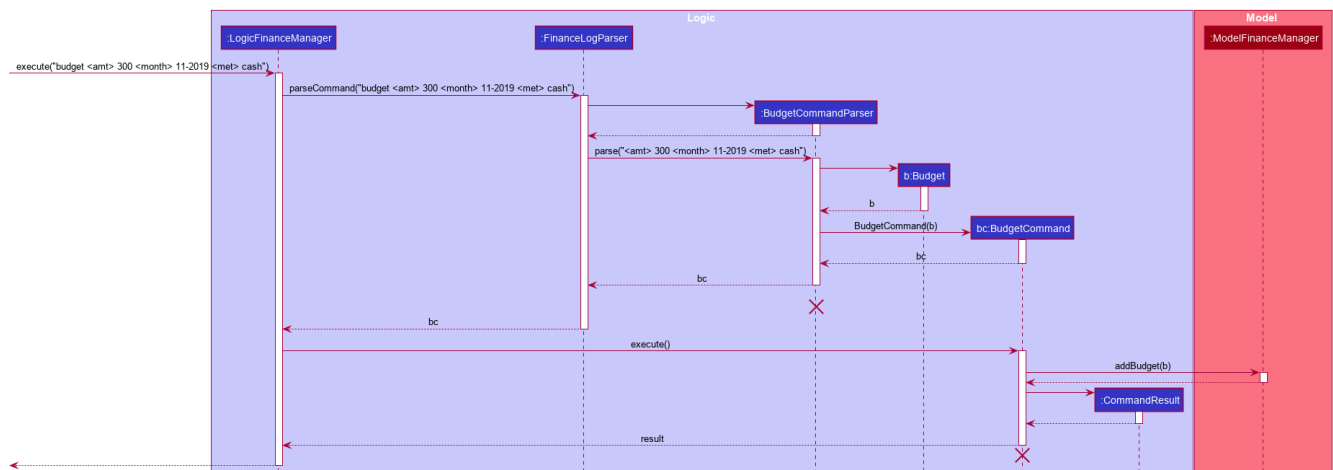 Logic
Model
:LogicFinanceManager
:FinanceLogParser
:ModelFinanceManager
execute("budget <amt> 300 <month> 11-2019 <met> cash")
parseCommand("budget <amt> 300 <month> 11-2019 <met> cash")
:BudgetCommandParser
parse("<amt> 300 <month> 11-2019 <met> cash")
b:Budget
b
BudgetCommand(b)
bc:BudgetCommand
bc
bc
bc
execute()
addBudget(b)
:CommandResult
result